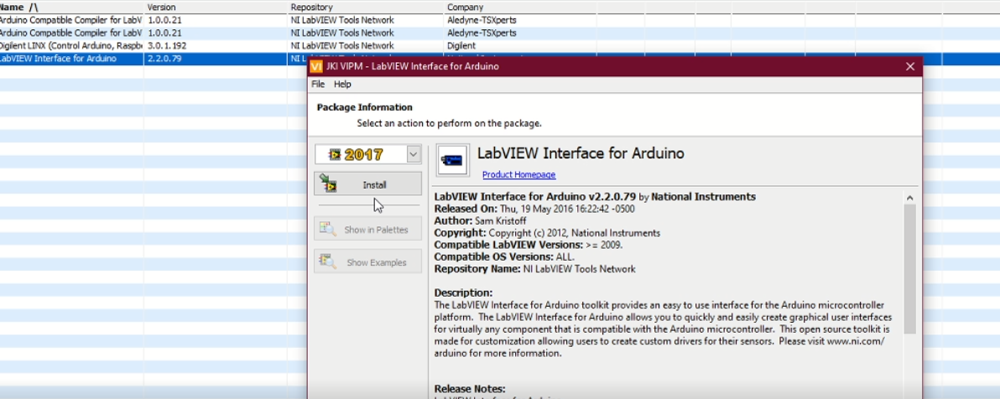 Name /\ Version Repository Company
Arduino Compatible Compiler for LabV 1.0.0.21 NI LabVIEW Tools Network Aledyne-TSXperts
Arduino Compatible Compiler for LabV 1.0.0.21 NI LabVIEW Tools Network Aledyne-TSXperts
Digilent LINX (Control Arduino, Raspb 3.0.1.192 NI LabVIEW Tools Network Digilent
LabVIEW Interface for Arduino 2.2.0.79 NI L
JKI VIPM - LabVIEW Interface for Arduino
File Help
Package Information
Select an action to perform on the package.
2017
Install
Show in Palettes
Show Examples
LabVIEW Interface for Arduino
Product Homepage
LabVIEW Interface for Arduino v2.2.0.79 by National Instruments
Released On: Thu, 19 May 2016 16:22:42 -0500
Author: Sam Kristoff
Copyright: Copyright (c) 2012, National Instruments
Compatible LabVIEW Versions: >= 2009.
Compatible OS Versions: ALL.
Repository Name: NI LabVIEW Tools Network
Description:
The LabVIEW Interface for Arduino toolkit provides an easy to use interface for the Arduino microcontroller
platform. The LabVIEW Interface for Arduino allows you to quickly and easily create graphical user interfaces
for virtually any component that is compatible with the Arduino microcontroller. This open source toolkit is
made for customization allowing users to create custom drivers for their sensors. Please visit www.ni.com/
arduino for more information.
Release Notes: